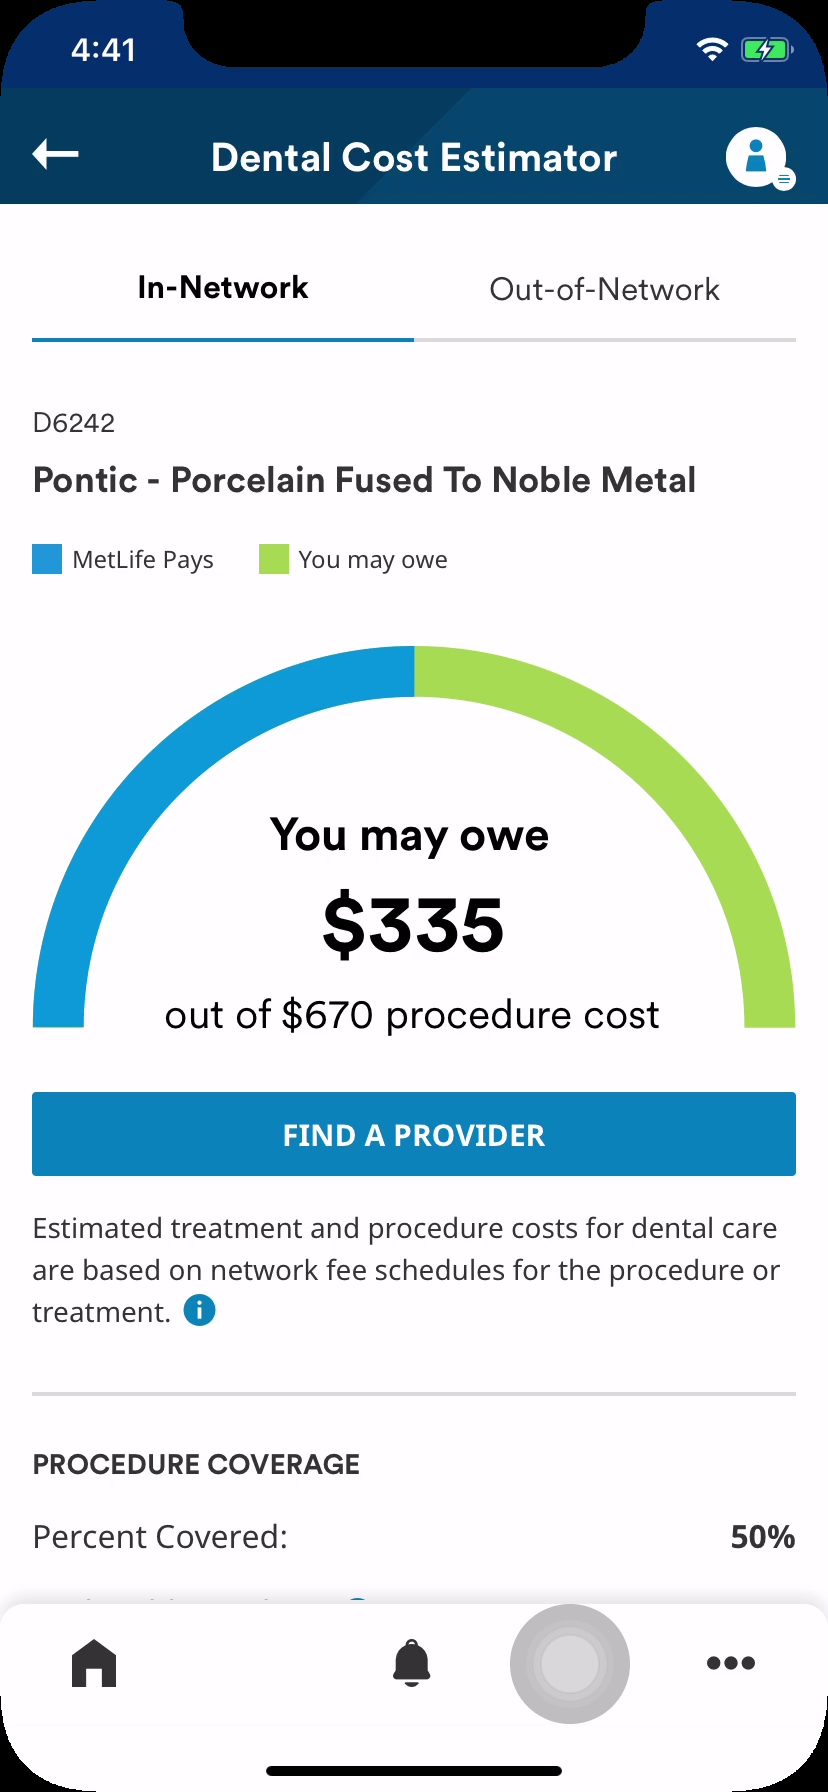 4:41
Dental Cost Estimator
In-Network
Out-of-Network
D6242
Pontic - Porcelain Fused To Noble Metal
MetLife Pays
You may owe
You may owe
$335
out of $670 procedure cost
FIND A PROVIDER
Estimated treatment and procedure costs for dental care
are based on network fee schedules for the procedure or
treatment.
PROCEDURE COVERAGE
Percent Covered:
50%